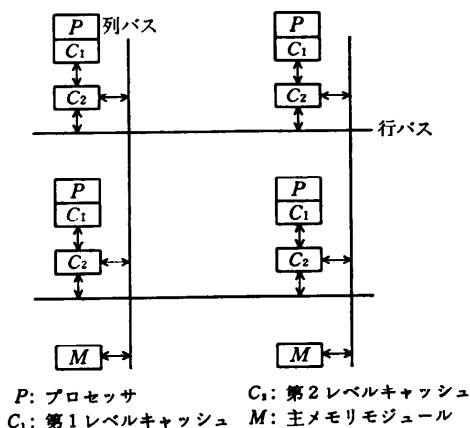 P 列バス P
C₁ C₁
C₂ C₂
行バス
P P
C₁ C₁
C₂ C₂
M M
P: プロセッサ C₂: 第2レベルキャッシュ
C₁: 第1レベルキャッシュ M: 主メモリモジュール